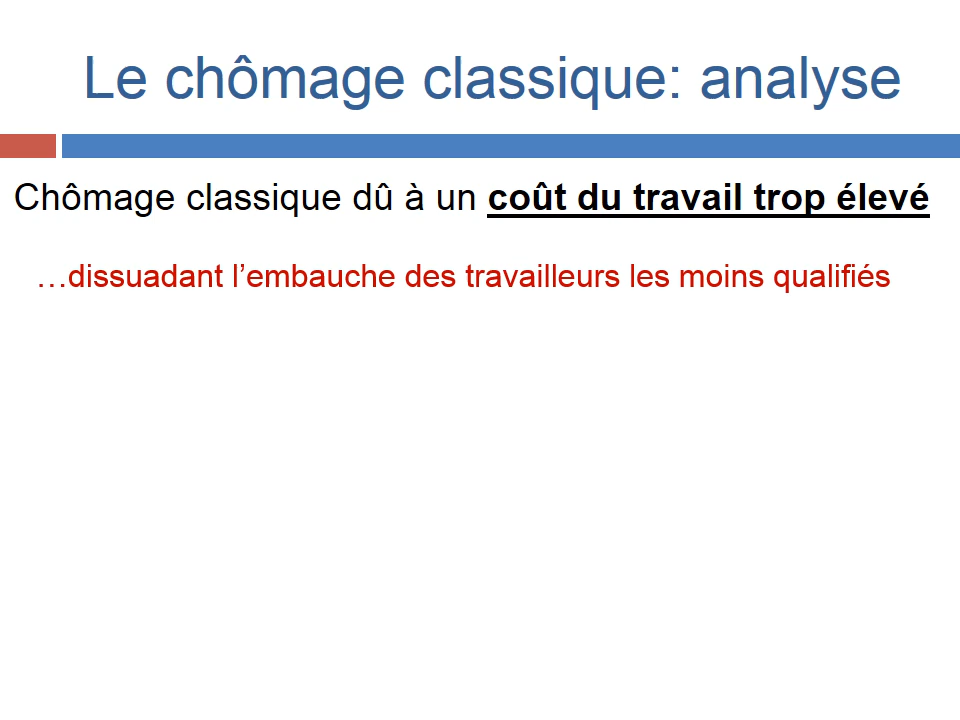 Le chômage classique: analyse
Chômage classique dû à un coût du travail trop élevé
…dissuadant l’embauche des travailleurs les moins qualifiés